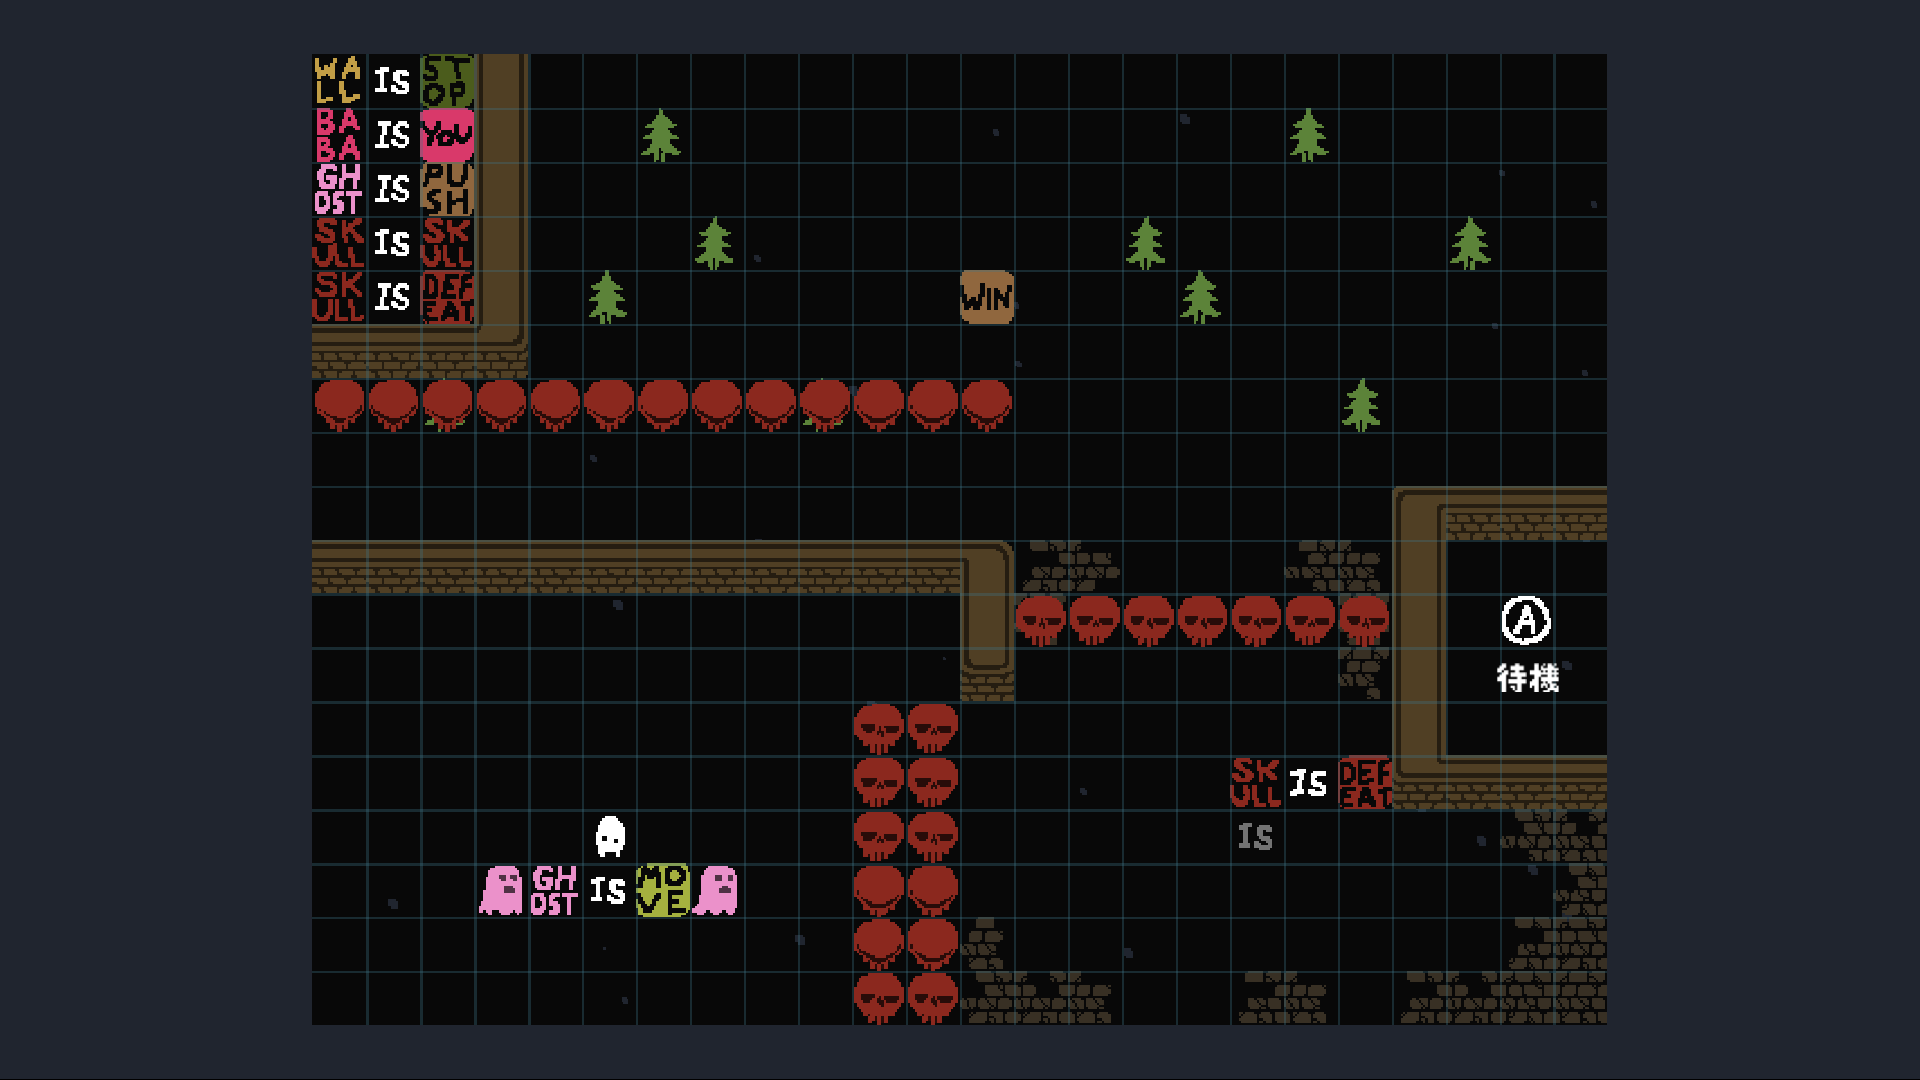 WALL IS STOP
BABA IS YOU
GHOST IS PUSH
SKULL IS SKULL
SKULL IS DEFEAT
WIN
A
待機
SKULL IS DEFEAT
IS
GHOST IS MOVE